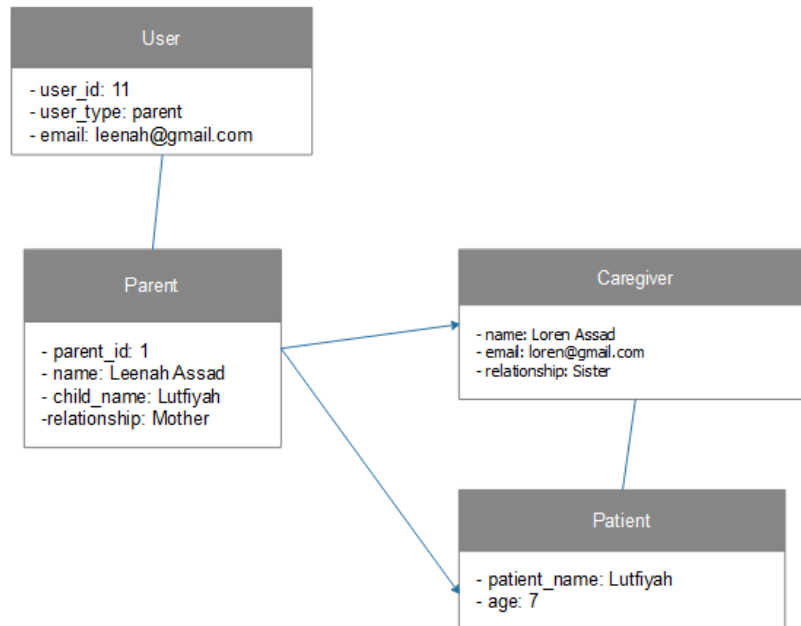 User
- user_id: 11
- user_type: parent
- email: leenah@gmail.com
Parent
- parent_id: 1
- name: Leenah Assad
- child_name: Lutfiyah
-relationship: Mother
Caregiver
- name: Loren Assad
- email: loren@gmail.com
- relationship: Sister
Patient
- patient_name: Lutfiyah
- age: 7